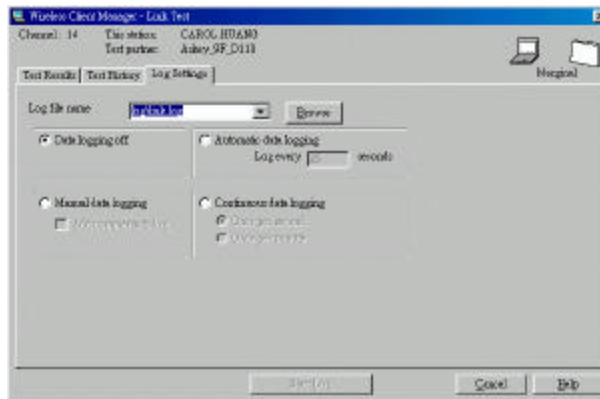 Wireless Client Manager - Link Test
Channel: 14 This station: CAROL HUANG
Test partner: Askey_9F_D118
Marginal
Test Results Test History Log Settings
Log file name Browse
Data logging off
Automatic data logging
Log every seconds
Manual data logging
Continuous data logging
Cancel Help